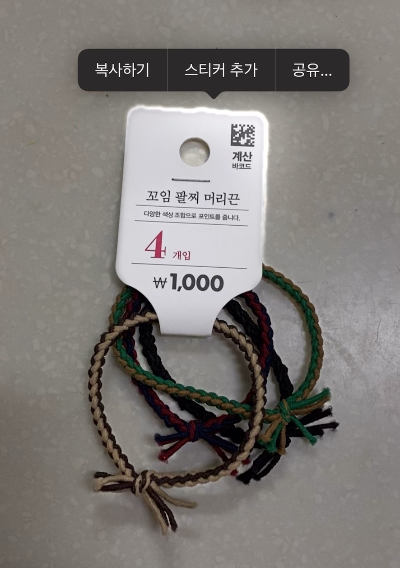 복사하기 스티커 추가 공유...
계산
바코드
꼬임 팔찌 머리끈
다양한 색상 조합으로 포인트를 줍니다.
4 개입
₩1,000